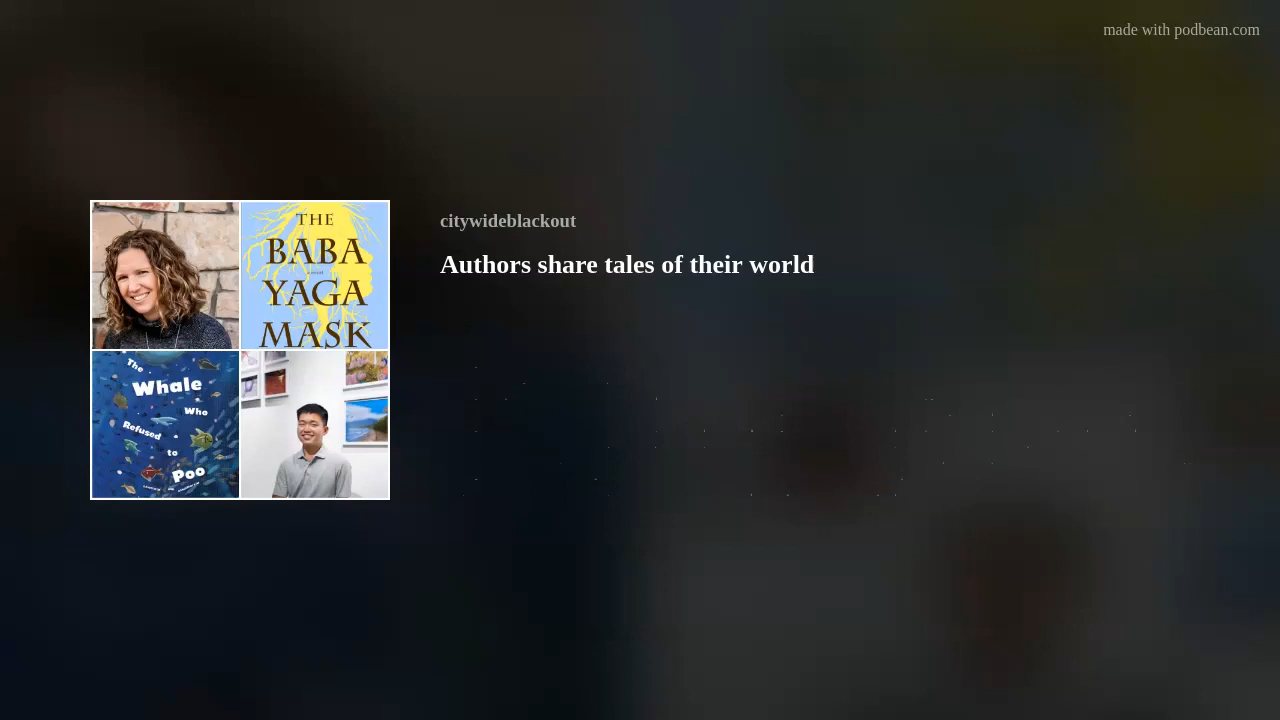 made with podbean.com
citywideblackout
Authors share tales of their world
THE
BABA
YAGA
MASK
The
Whale
Who
Refused
to
Poo